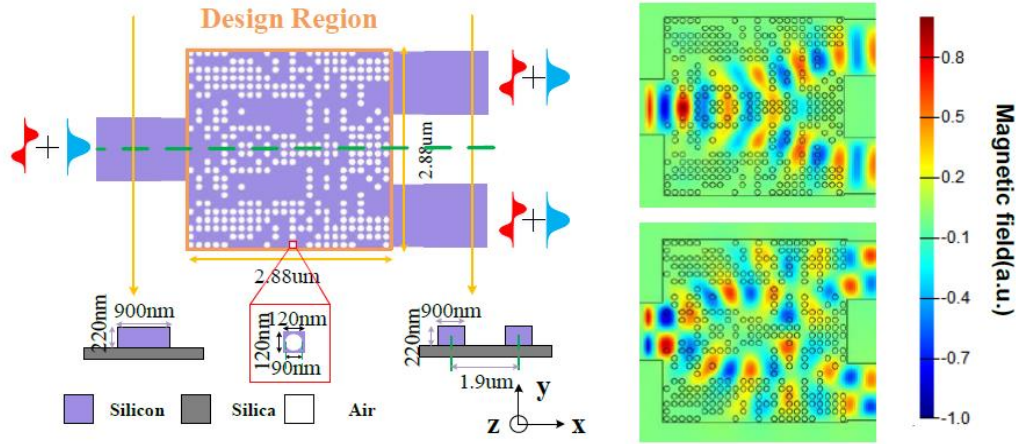 Design Region
2.88um
2.88um
900nm
220nm
120nm
120nm
90nm
900nm
220nm
1.9um
Silicon
Silica
Air
y
z
x
0.8
0.5
0.2
-0.1
-0.4
-0.7
-1.0
Magnetic field(a.u.)